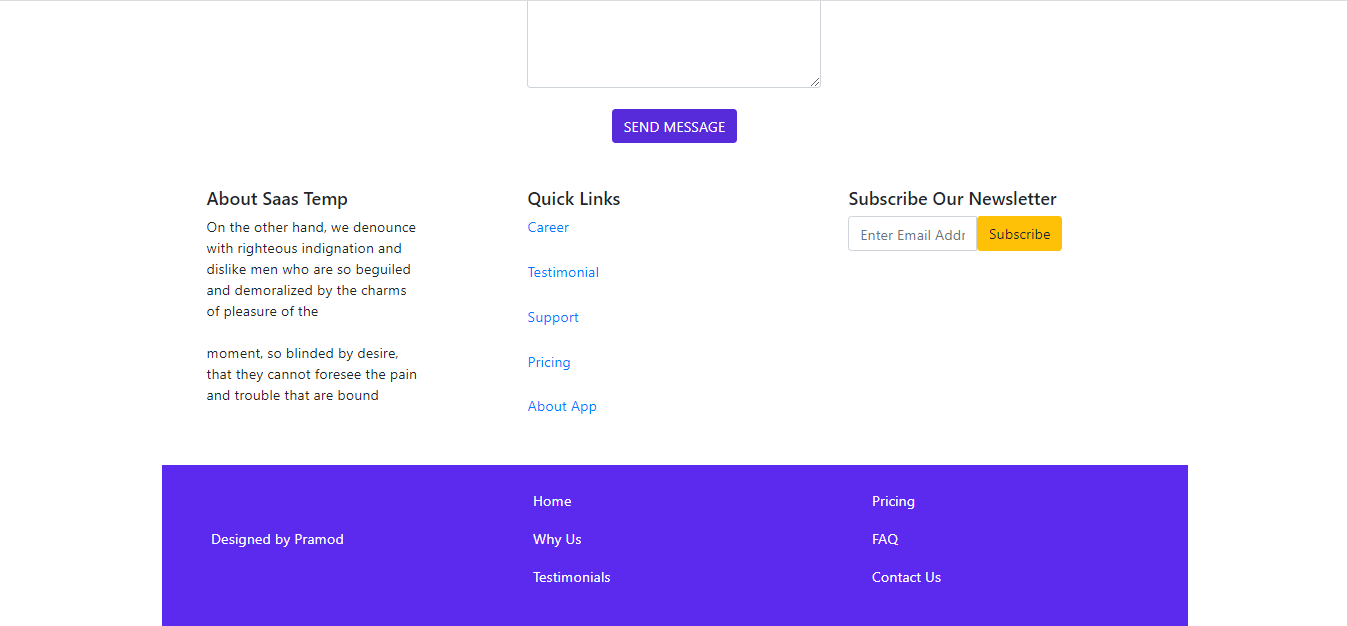 SEND MESSAGE
About Saas Temp
On the other hand, we denounce
with righteous indignation and
dislike men who are so beguiled
and demoralized by the charms
of pleasure of the
moment, so blinded by desire,
that they cannot foresee the pain
and trouble that are bound
Quick Links
Career
Testimonial
Support
Pricing
About App
Subscribe Our Newsletter
Enter Email Addr
Subscribe
Designed by Pramod
Home
Why Us
Testimonials
Pricing
FAQ
Contact Us